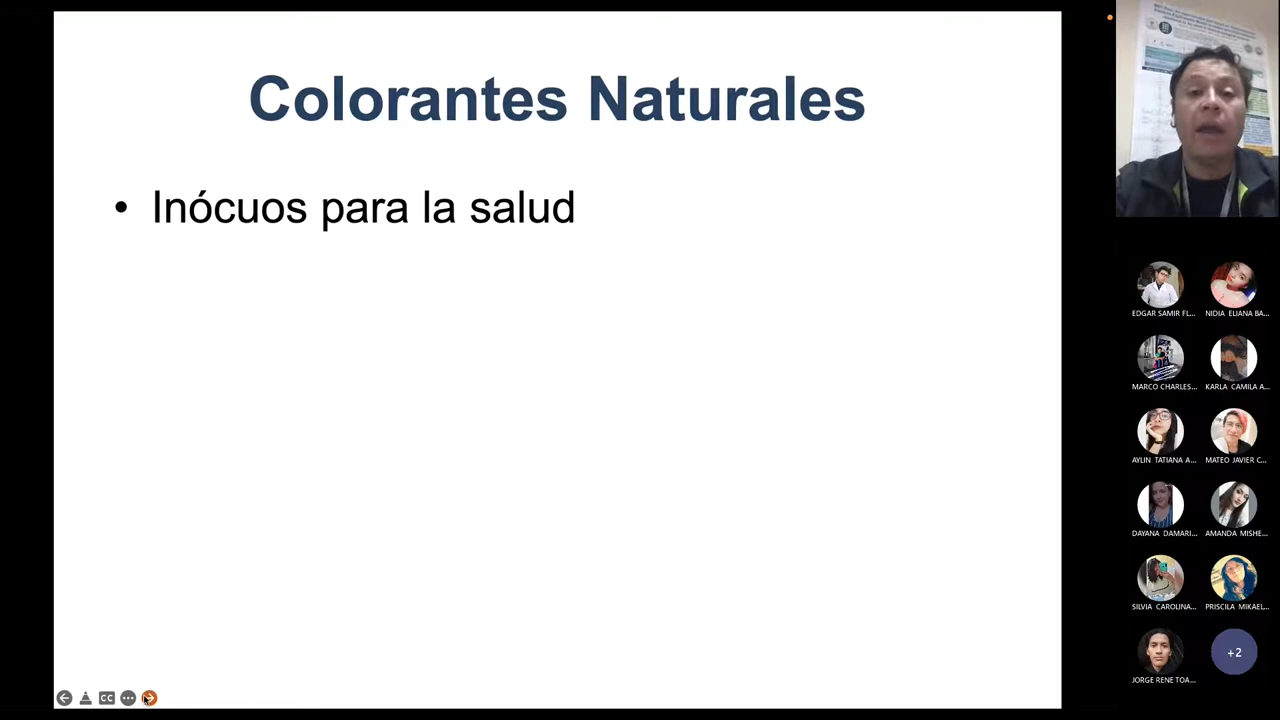 Colorantes Naturales
• Inócuos para la salud
EDGAR SAMIR FL...
NIDIA ELIANA BA...
MARCO CHARLES...
KARLA CAMILA A...
AYLIN TATIANA A...
MATEO JAVIER C...
DAYANA DAMARI...
AMANDA MISHE...
SILVIA CAROLINA...
PRISCILA MIKAEL...
JORGE RENE TOA...
+2
CC